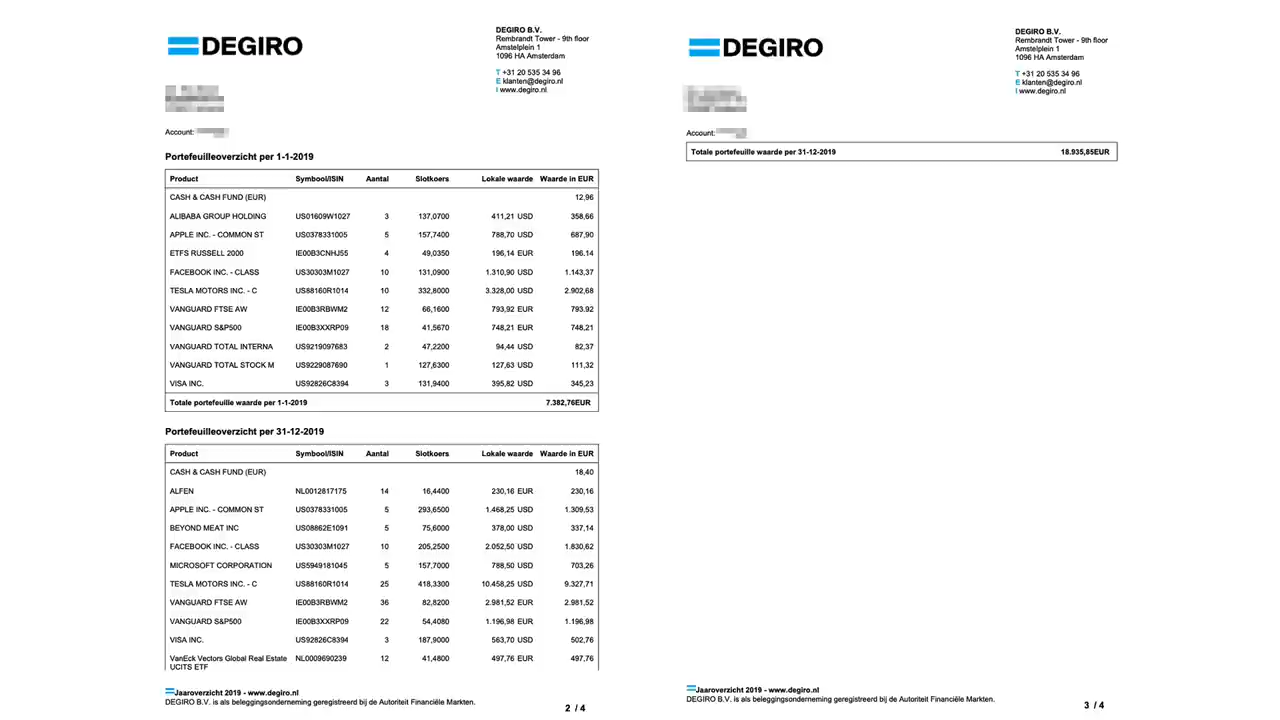 DEGIRO
DEGIRO B.V.
Rembrandt Tower - 9th floor
Amstelplein 1
1096 HA Amsterdam
T +31 20 535 34 96
E klanten@degiro.nl
I www.degiro.nl
Account:
Portefeuilleoverzicht per 1-1-2019
Product Symbool/ISIN Aantal Slotkoers Lokale waarde Waarde in EUR
CASH & CASH FUND (EUR) 12,96
ALIBABA GROUP HOLDING US01609W1027 3 137,0700 411,21 USD 358,66
APPLE INC. - COMMON ST US0378331005 5 157,7400 788,70 USD 687,90
ETFS RUSSELL 2000 IE00B3CNHJ55 4 49,0350 196,14 EUR 196.14
FACEBOOK INC. - CLASS US30303M1027 10 131,0900 1.310,90 USD 1.143,37
TESLA MOTORS INC. - C US88160R1014 10 332,8000 3.328,00 USD 2.902,68
VANGUARD FTSE AW IE00B3RBWM2 12 66,1600 793,92 EUR 793.92
VANGUARD S&P500 IE00B3XXRP09 18 41,5670 748,21 EUR 748,21
VANGUARD TOTAL INTERNA US9219097683 2 47,2200 94,44 USD 82,37
VANGUARD TOTAL STOCK M US9229087690 1 127,6300 127,63 USD 111,32
VISA INC. US92826C8394 3 131,9400 395,82 USD 345,23
Totale portefeuille waarde per 1-1-2019 7.382,76EUR
Portefeuilleoverzicht per 31-12-2019
Product Symbool/ISIN Aantal Slotkoers Lokale waarde Waarde in EUR
CASH & CASH FUND (EUR) 18,40
ALFEN NL0012817175 14 16,4400 230,16 EUR 230,16
APPLE INC. - COMMON ST US0378331005 5 293,6500 1.468,25 USD 1.309,53
BEYOND MEAT INC US08862E1091 5 75,6000 378,00 USD 337,14
FACEBOOK INC. - CLASS US30303M1027 10 205,2500 2.052,50 USD 1.830,62
MICROSOFT CORPORATION US5949181045 5 157,7000 788,50 USD 703,26
TESLA MOTORS INC. - C US88160R1014 25 418,3300 10.458,25 USD 9.327,71
VANGUARD FTSE AW IE00B3RBWM2 36 82,8200 2.981,52 EUR 2.981,52
VANGUARD S&P500 IE00B3XXRP09 22 54,4080 1.196,98 EUR 1.196,98
VISA INC. US92826C8394 3 187,9000 563,70 USD 502,76
VanEck Vectors Global Real Estate NL0009690239 12 41,4800 497,76 EUR 497,76
UCITS ETF
Jaaroverzicht 2019 - www.degiro.nl
DEGIRO B.V. is als beleggingsonderneming geregistreerd bij de Autoriteit Financiële Markten.
2 / 4
DEGIRO
DEGIRO B.V.
Rembrandt Tower - 9th floor
Amstelplein 1
1096 HA Amsterdam
T +31 20 535 34 96
E klanten@degiro.nl
I www.degiro.nl
Account:
Totale portefeuille waarde per 31-12-2019 18.935,85EUR
Jaaroverzicht 2019 - www.degiro.nl
DEGIRO B.V. is als beleggingsonderneming geregistreerd bij de Autoriteit Financiële Markten.
3 / 4